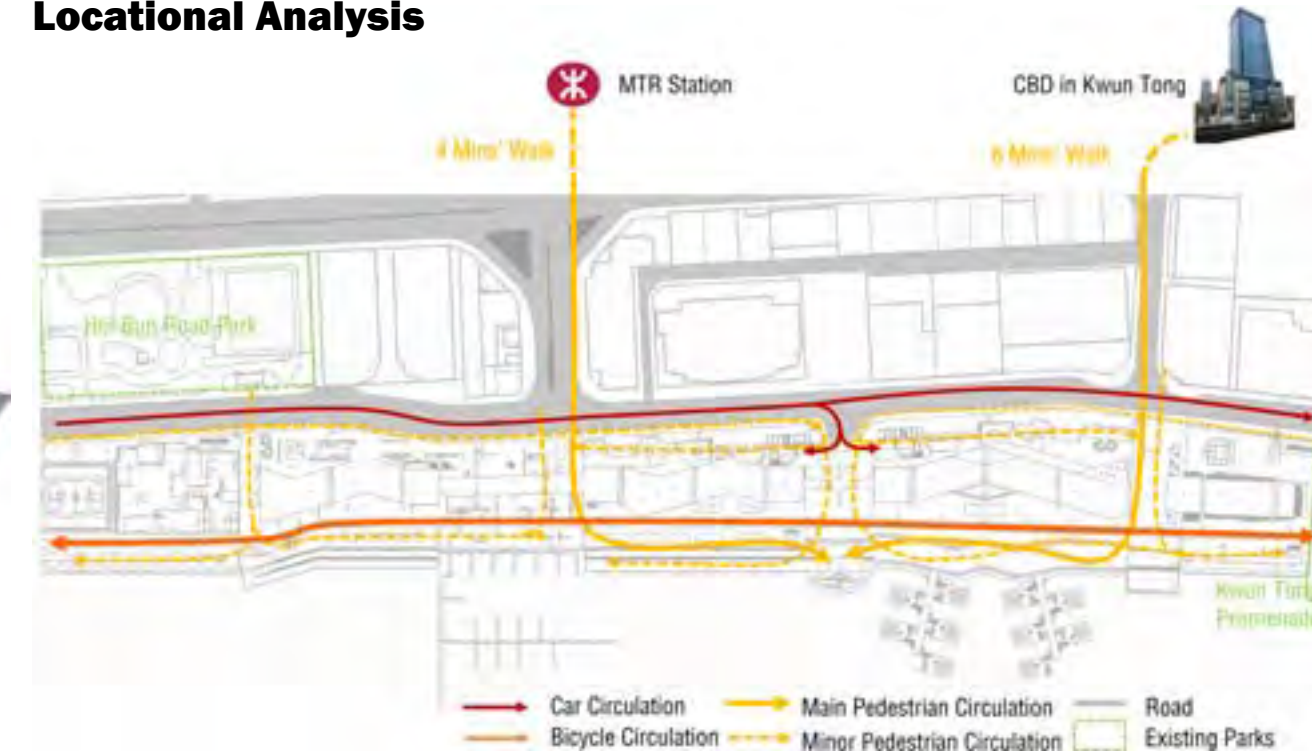 Locational Analysis
MTR Station
CBD in Kwun Tong
4 Mins' Walk
6 Mins' Walk
Hoi Bun Road Park
Kwun Tong
Promenade
Car Circulation
Main Pedestrian Circulation
Road
Bicycle Circulation
Minor Pedestrian Circulation
Existing Parks